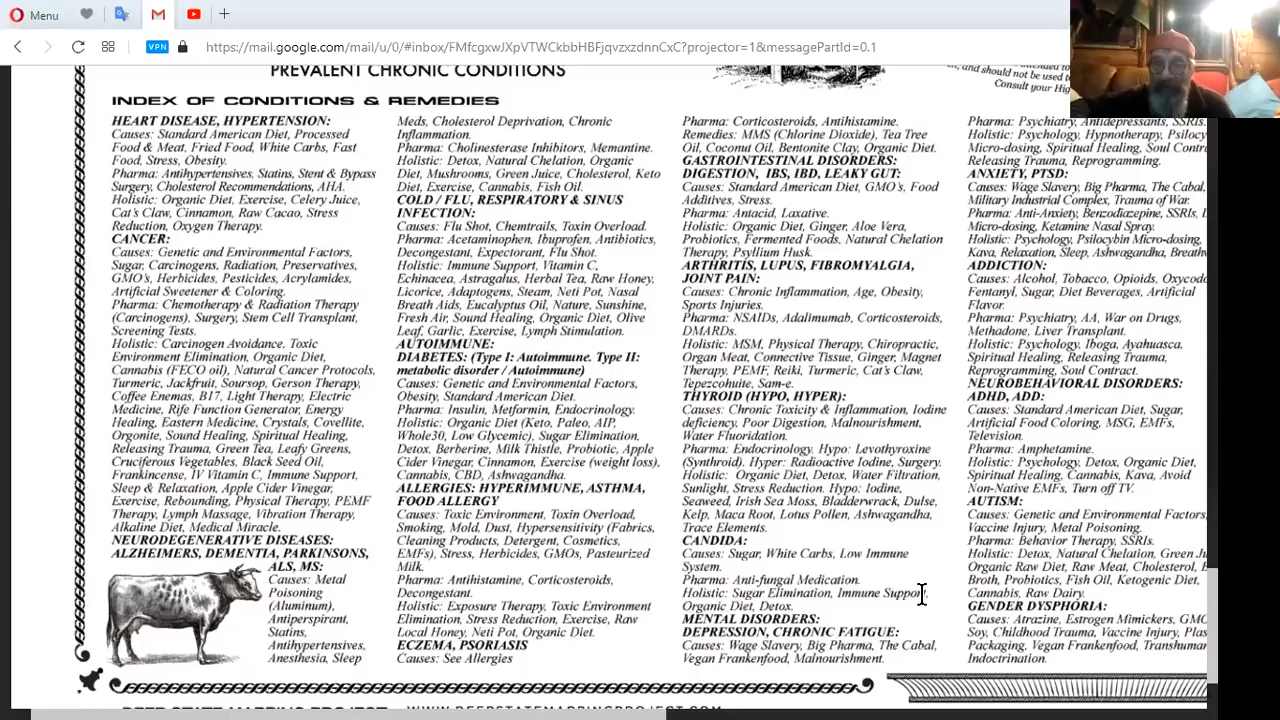 Menu
VPN
https://mail.google.com/mail/u/0/#inbox/FMfcgxwJXpVTWCkbbHBFjqvzxzdnnCxC?projector=1&messagePartId=0.1
PREVALENT CHRONIC CONDITIONS
and should not be used
Consult your Hig
INDEX OF CONDITIONS & REMEDIES
HEART DISEASE, HYPERTENSION:
Causes: Standard American Diet, Processed
Food & Meat, Fried Food, White Carbs, Fast
Food, Stress, Obesity.
Pharma: Antihypertensives, Statins, Stent & Bypass
Surgery, Cholesterol Recommendations, AHA.
Holistic: Organic Diet, Exercise, Celery Juice,
Cat's Claw, Cinnamon, Raw Cacao, Stress
Reduction, Oxygen Therapy.
CANCER:
Causes: Genetic and Environmental Factors,
Sugar, Carcinogens, Radiation, Preservatives,
GMO's, Herbicides, Pesticides, Acrylamides,
Artificial Sweetener & Coloring.
Pharma: Chemotherapy & Radiation Therapy
(Carcinogens), Surgery, Stem Cell Transplant,
Screening Tests.
Holistic: Carcinogen Avoidance, Toxic
Environment Elimination, Organic Diet,
Cannabis (FECO oil), Natural Cancer Protocols,
Turmeric, Jackfruit, Soursop, Gerson Therapy,
Coffee Enemas, B17, Light Therapy, Electric
Medicine, Rife Function Generator, Energy
Healing, Eastern Medicine, Crystals, Covellite,
Orgonite, Sound Healing, Spiritual Healing,
Releasing Trauma, Green Tea, Leafy Greens,
Cruciferous Vegetables, Black Seed Oil,
Frankincense, IV Vitamin C, Immune Support,
Sleep & Relaxation, Apple Cider Vinegar,
Exercise, Rebounding, Physical Therapy, PEMF
Therapy, Lymph Massage, Vibration Therapy,
Alkaline Diet, Medical Miracle.
NEURODEGENERATIVE DISEASES:
ALZHEIMERS, DEMENTIA, PARKINSONS,
ALS, MS:
Causes: Metal
Poisoning
(Aluminum),
Antiperspirant,
Statins,
Antihypertensives,
Anesthesia, Sleep
Meds, Cholesterol Deprivation, Chronic
Inflammation.
Pharma: Cholinesterase Inhibitors, Memantine.
Holistic: Detox, Natural Chelation, Organic
Diet, Mushrooms, Green Juice, Cholesterol, Keto
Diet, Exercise, Cannabis, Fish Oil.
COLD / FLU, RESPIRATORY & SINUS
INFECTION:
Causes: Flu Shot, Chemtrails, Toxin Overload.
Pharma: Acetaminophen, Ibuprofen, Antibiotics,
Decongestant, Expectorant, Flu Shot.
Holistic: Immune Support, Vitamin C,
Echinacea, Astragalus, Herbal Tea, Raw Honey.
Licorice, Adaptogens, Steam, Neti Pot, Nasal
Breath Aids, Eucalyptus Oil, Nature, Sunshine,
Fresh Air, Sound Healing, Organic Diet, Olive
Leaf, Garlic, Exercise, Lymph Stimulation.
AUTOIMMUNE:
DIABETES: (Type I: Autoimmune. Type II:
metabolic disorder / Autoimmune)
Causes: Genetic and Environmental Factors,
Obesity, Standard American Diet.
Pharma: Insulin, Metformin, Endocrinology.
Holistic: Organic Diet (Keto, Paleo, AIP,
Whole30, Low Glycemic), Sugar Elimination,
Detox, Berberine, Milk Thistle, Probiotic, Apple
Cider Vinegar, Cinnamon, Exercise (weight loss),
Cannabis, CBD, Ashwagandha.
ALLERGIES: HYPERIMMUNE, ASTHMA,
FOOD ALLERGY
Causes: Toxic Environment, Toxin Overload,
Smoking, Mold, Dust, Hypersensitivity (Fabrics,
Cleaning Products, Detergent, Cosmetics,
EMFs), Stress, Herbicides, GMOs, Pasteurized
Milk.
Pharma: Antihistamine, Corticosteroids,
Decongestant.
Holistic: Exposure Therapy, Toxic Environment
Elimination, Stress Reduction, Exercise, Raw
Local Honey, Neti Pot, Organic Diet.
ECZEMA, PSORIASIS
Causes: See Allergies
Pharma: Corticosteroids, Antihistamine.
Remedies: MMS (Chlorine Dioxide), Tea Tree
Oil, Coconut Oil, Bentonite Clay, Organic Diet.
GASTROINTESTINAL DISORDERS:
DIGESTION, IBS, IBD, LEAKY GUT:
Causes: Standard American Diet, GMO's, Food
Additives, Stress.
Pharma: Antacid, Laxative.
Holistic: Organic Diet, Ginger, Aloe Vera,
Probiotics, Fermented Foods, Natural Chelation
Therapy, Psyllium Husk.
ARTHRITIS, LUPUS, FIBROMYALGIA,
JOINT PAIN:
Causes: Chronic Inflammation, Age, Obesity,
Sports Injuries.
Pharma: NSAIDs, Adalimumab, Corticosteroids,
DMARDs.
Holistic: MSM, Physical Therapy, Chiropractic,
Organ Meat, Connective Tissue, Ginger, Magnet
Therapy, PEMF, Reiki, Turmeric, Cat's Claw,
Tepezcohuite, Sam-e.
THYROID (HYPO, HYPER):
Causes: Chronic Toxicity & Inflammation, Iodine
deficiency, Poor Digestion, Malnourishment,
Water Fluoridation.
Pharma: Endocrinology. Hypo: Levothyroxine
(Synthroid). Hyper: Radioactive Iodine, Surgery.
Holistic: Organic Diet, Detox, Water Filtration,
Sunlight, Stress Reduction. Hypo: Iodine,
Seaweed, Irish Sea Moss, Bladderwrack, Dulse,
Kelp, Maca Root, Lotus Pollen, Ashwagandha,
Trace Elements.
CANDIDA:
Causes: Sugar, White Carbs, Low Immune
System.
Pharma: Anti-fungal Medication.
Holistic: Sugar Elimination, Immune Support,
Organic Diet, Detox.
MENTAL DISORDERS:
DEPRESSION, CHRONIC FATIGUE:
Causes: Wage Slavery, Big Pharma, The Cabal,
Vegan Frankenfood, Malnourishment.
Pharma: Psychiatry, Antidepressants, SSRIs.
Holistic: Psychology, Hypnotherapy, Psilocy
Micro-dosing, Spiritual Healing, Soul Contr
Releasing Trauma, Reprogramming.
ANXIETY, PTSD:
Causes: Wage Slavery, Big Pharma, The Cabal,
Military Industrial Complex, Trauma of War.
Pharma: Anti-Anxiety, Benzodiazepine, SSRIs, L
Micro-dosing, Ketamine Nasal Spray.
Holistic: Psychology, Psilocybin Micro-dosing,
Kava, Relaxation, Sleep, Ashwagandha, Breathw
ADDICTION:
Causes: Alcohol, Tobacco, Opioids, Oxycodo
Fentanyl, Sugar, Diet Beverages, Artificial
Flavor.
Pharma: Psychiatry, AA, War on Drugs,
Methadone, Liver Transplant.
Holistic: Psychology, Iboga, Ayahuasca,
Spiritual Healing, Releasing Trauma,
Reprogramming, Soul Contract.
NEUROBEHAVIORAL DISORDERS:
ADHD, ADD:
Causes: Standard American Diet, Sugar,
Artificial Food Coloring, MSG, EMFs,
Television.
Pharma: Amphetamine.
Holistic: Psychology, Detox, Organic Diet,
Spiritual Healing, Cannabis, Kava, Avoid
Non-Native EMFs, Turn off TV.
AUTISM:
Causes: Genetic and Environmental Factors,
Vaccine Injury, Metal Poisoning.
Pharma: Behavior Therapy, SSRIs.
Holistic: Detox, Natural Chelation, Green Ju
Organic Raw Diet, Raw Meat, Cholesterol, B
Broth, Probiotics, Fish Oil, Ketogenic Diet,
Cannabis, Raw Dairy.
GENDER DYSPHORIA:
Causes: Atrazine, Estrogen Mimickers, GMO
Soy, Childhood Trauma, Vaccine Injury, Plas
Packaging, Vegan Frankenfood, Transhuman
Indoctrination.
DEEP STATE MAPPING PROJECT WWW.DEEPSTATEMAPPINGPROJECT.COM